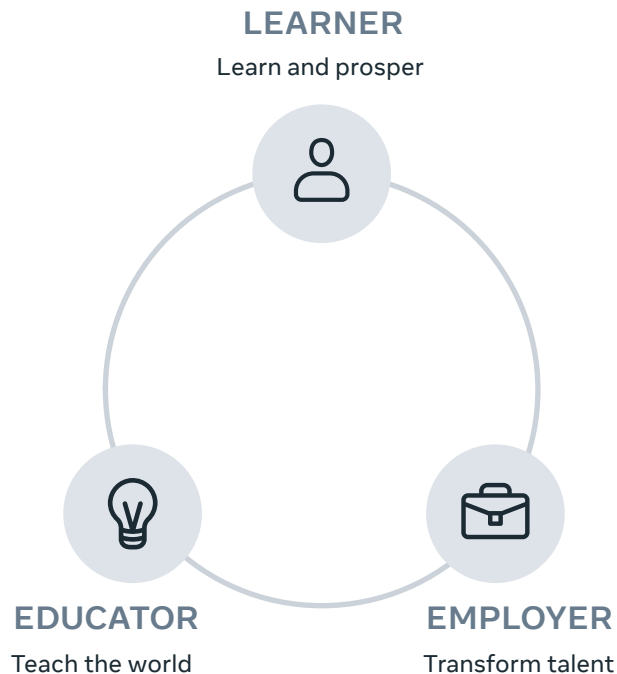 LEARNER
Learn and prosper
EDUCATOR
Teach the world
EMPLOYER
Transform talent